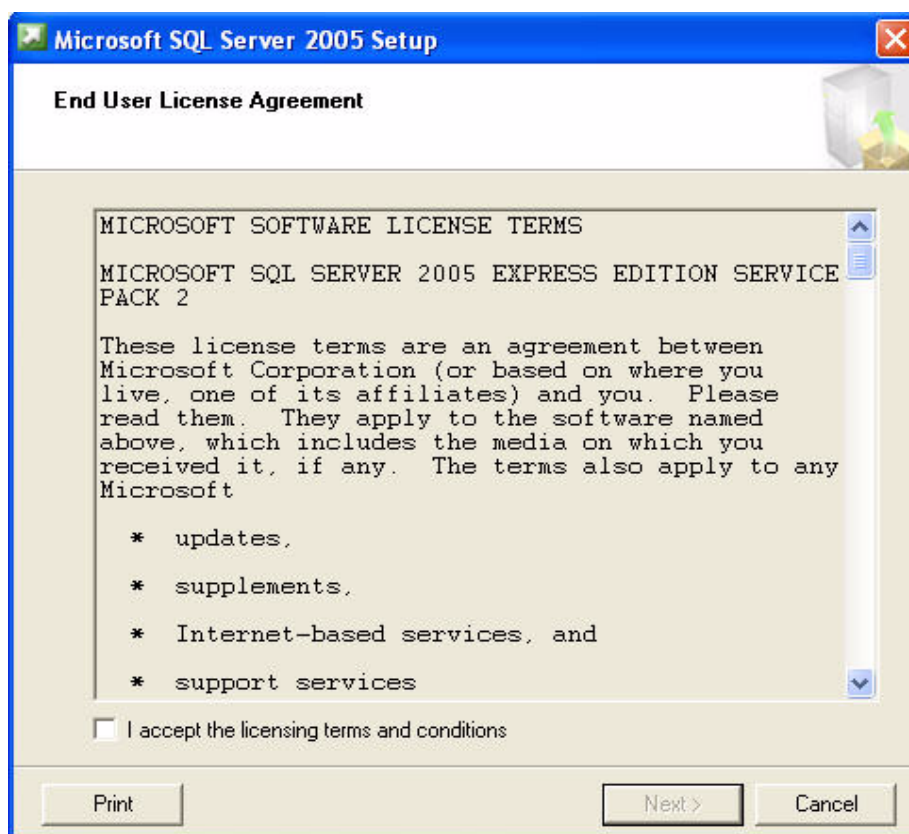 Microsoft SQL Server 2005 Setup
End User License Agreement
MICROSOFT SOFTWARE LICENSE TERMS
MICROSOFT SQL SERVER 2005 EXPRESS EDITION SERVICE
PACK 2
These license terms are an agreement between
Microsoft Corporation (or based on where you
live, one of its affiliates) and you.  Please
read them.  They apply to the software named
above, which includes the media on which you
received it, if any.  The terms also apply to any
Microsoft
*  updates,
*  supplements,
*  Internet-based services, and
*  support services
I accept the licensing terms and conditions
Print
Next >
Cancel